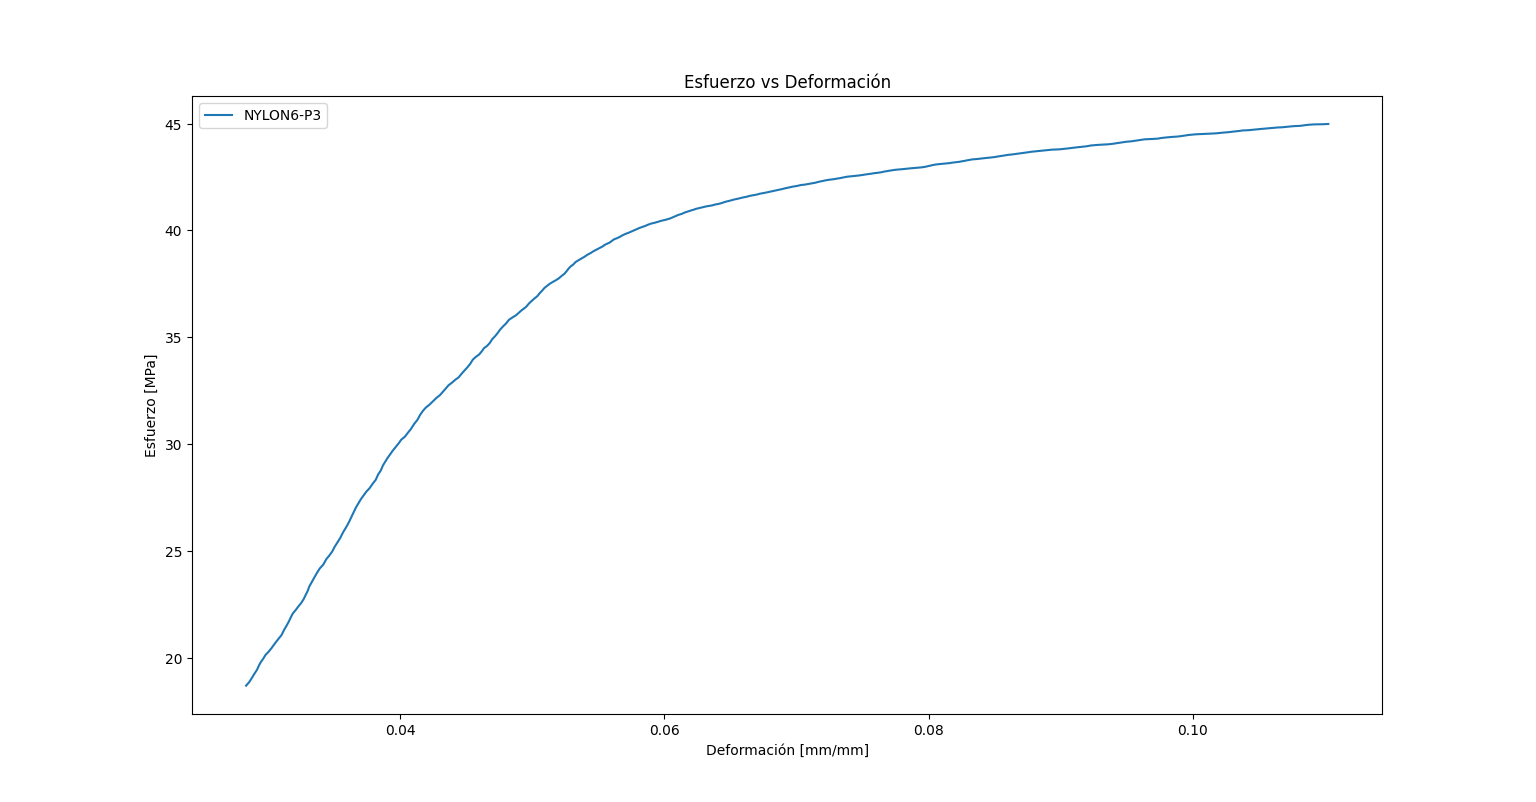 Esfuerzo vs Deformación
NYLON6-P3
45
40
35
30
25
20
Esfuerzo [MPa]
0.04 0.06 0.08 0.10
Deformación [mm/mm]